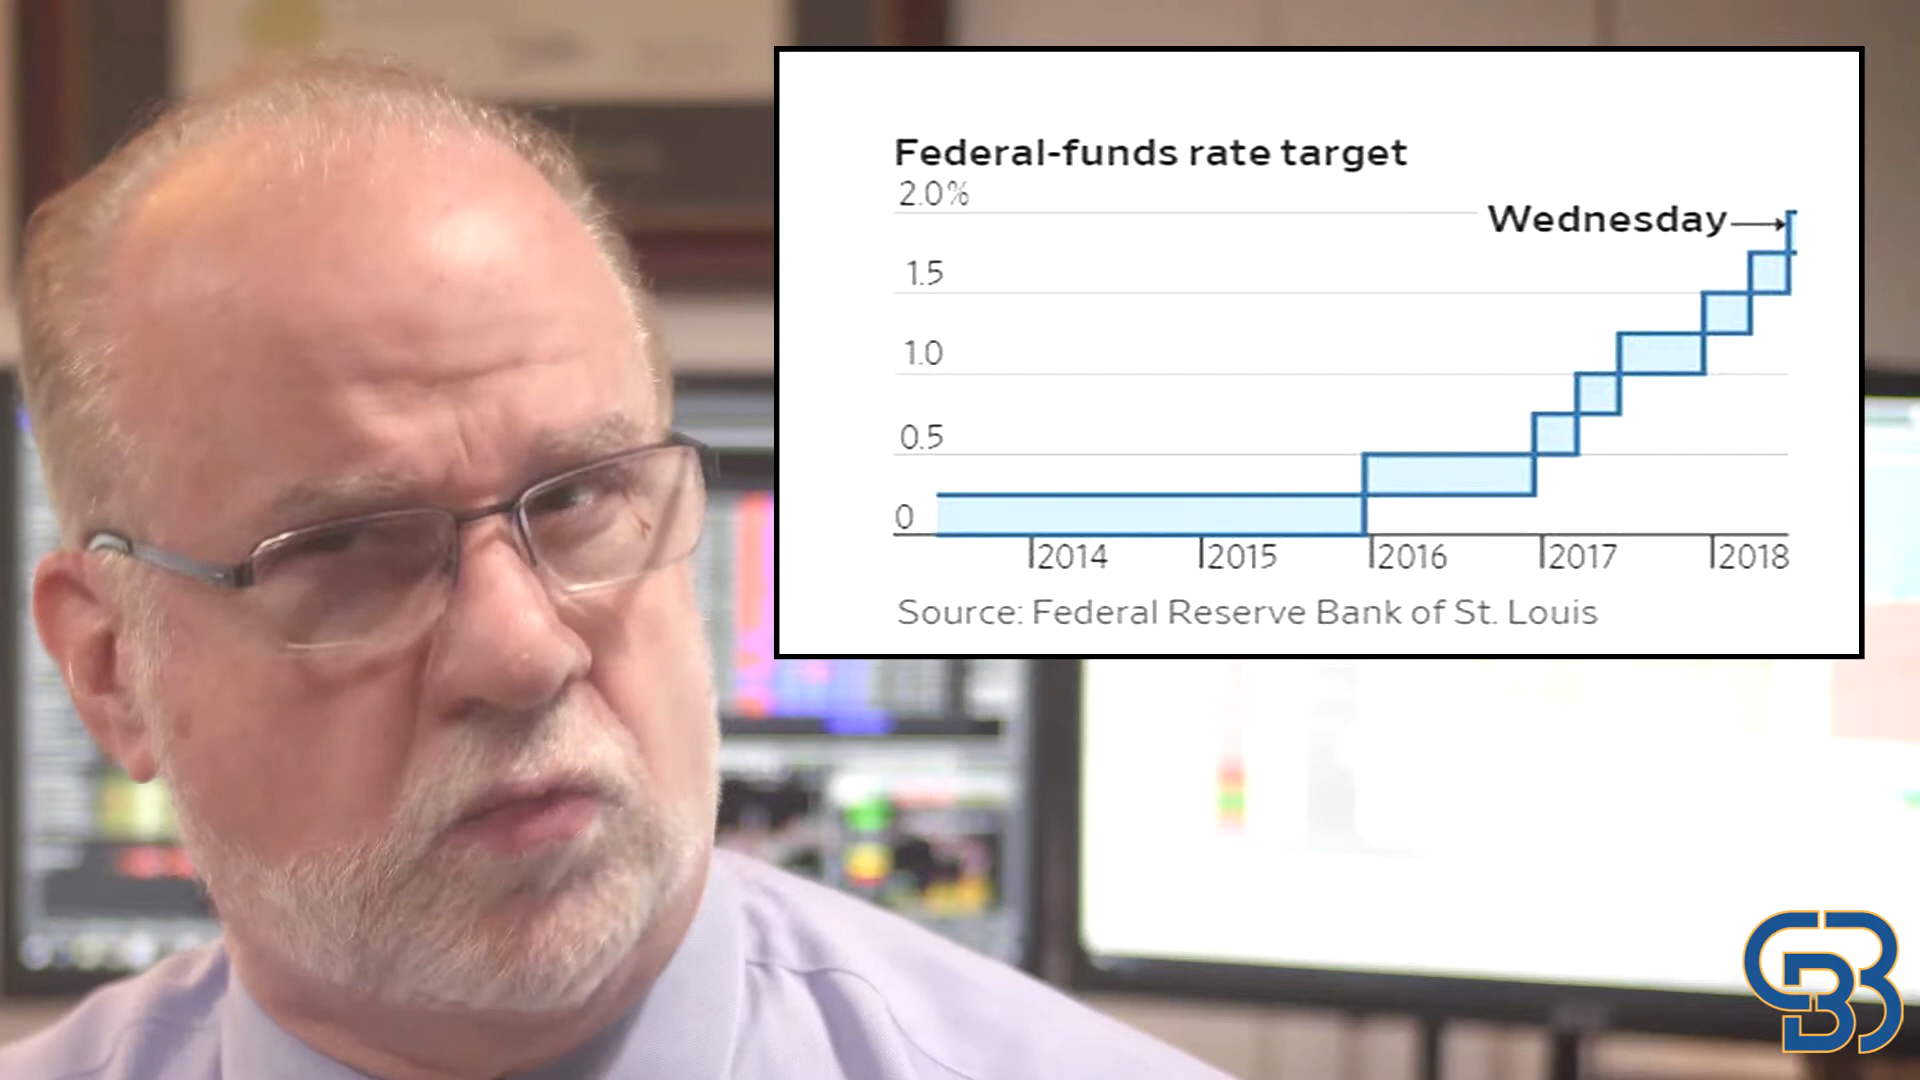 Federal-funds rate target
2.0%
Wednesday
1.5
1.0
0.5
0
2014 2015 2016 2017 2018
Source: Federal Reserve Bank of St. Louis